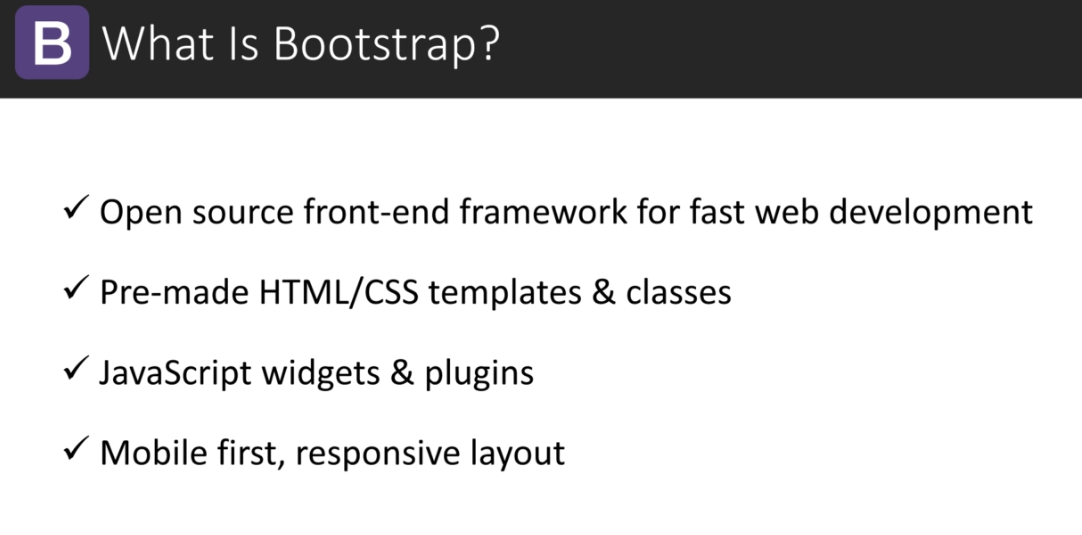 B What Is Bootstrap?
✓ Open source front-end framework for fast web development
✓ Pre-made HTML/CSS templates & classes
✓ JavaScript widgets & plugins
✓ Mobile first, responsive layout